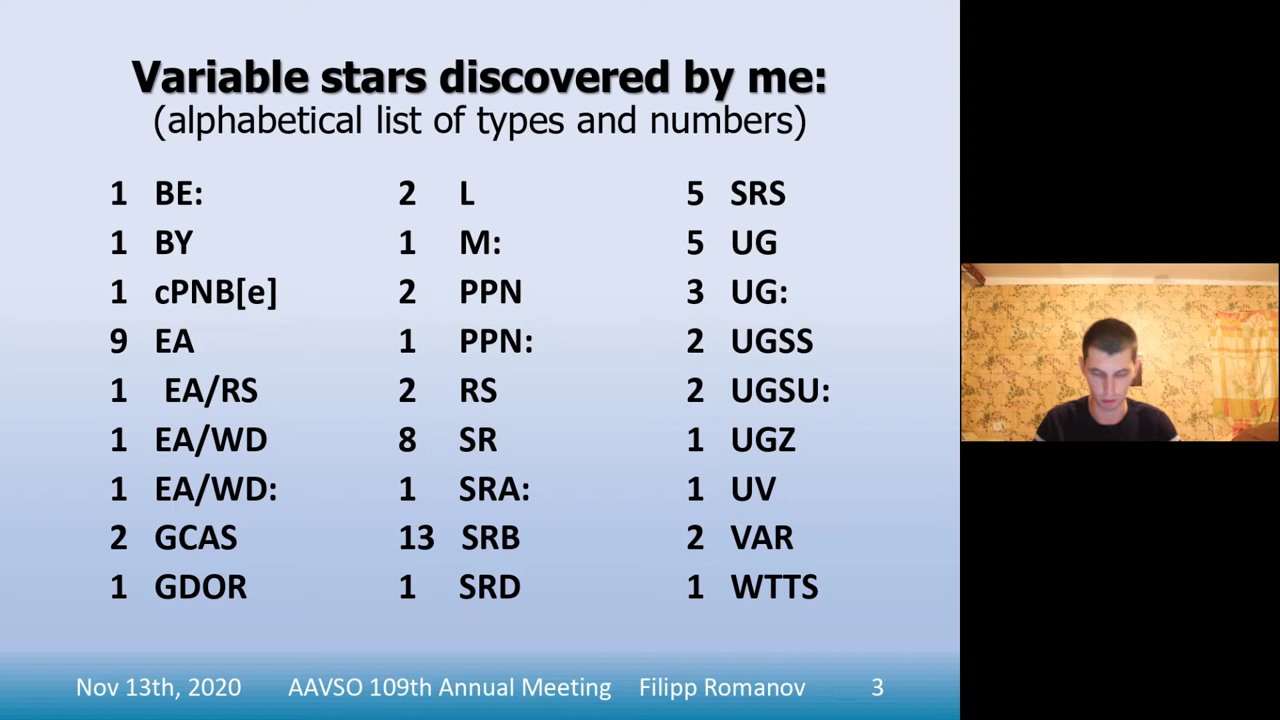 Variable stars discovered by me:
(alphabetical list of types and numbers)
1 BE:
1 BY
1 cPNB[e]
9 EA
1 EA/RS
1 EA/WD
1 EA/WD:
2 GCAS
1 GDOR
2 L
1 M:
2 PPN
1 PPN:
2 RS
8 SR
1 SRA:
13 SRB
1 SRD
5 SRS
5 UG
3 UG:
2 UGSS
2 UGSU:
1 UGZ
1 UV
2 VAR
1 WTTS
Nov 13th, 2020 AAVSO 109th Annual Meeting Filipp Romanov 3